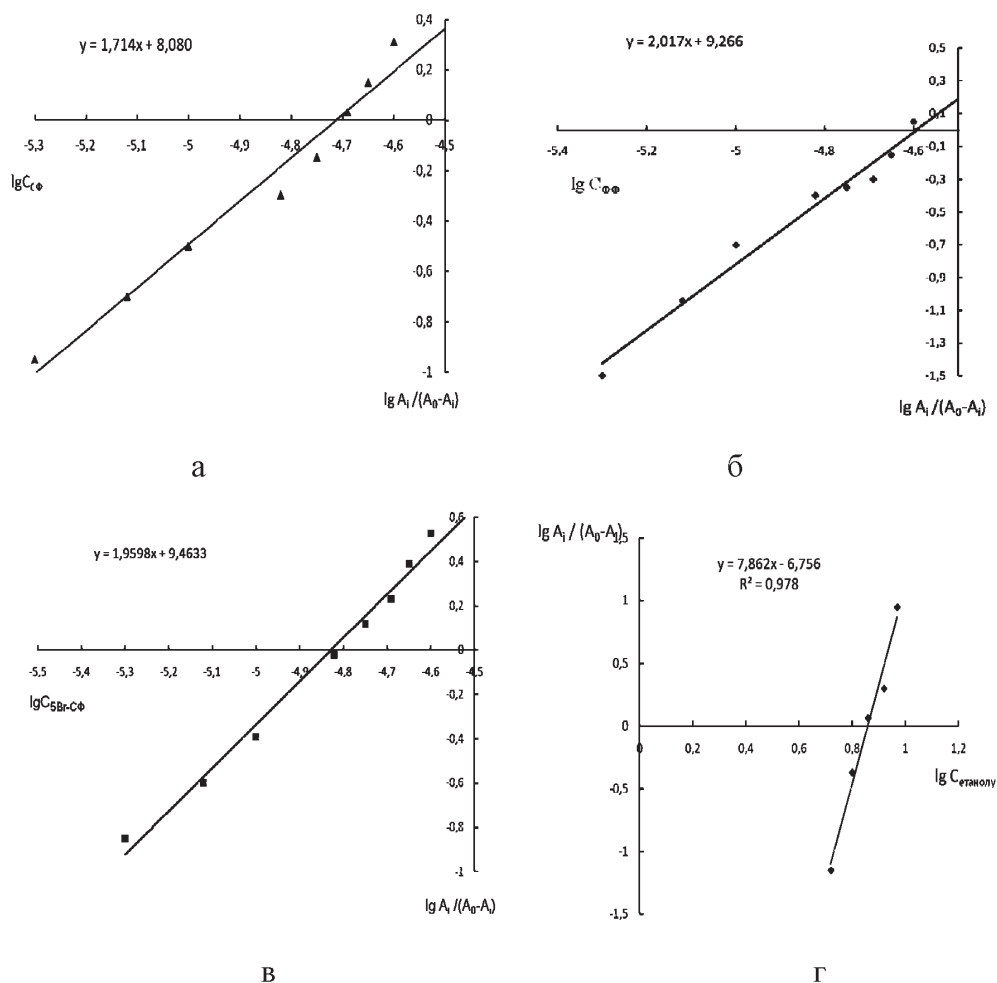 y = 1,714x + 8,080
0,4
0,2
0
-5,3 -5,2 -5,1 -5 -4,9 -4,8 -4,7 -4,6 -4,5
lgC
-0,2
-0,4
-0,6
-0,8
-1
lg Ai /(A0-Ai)
а
y = 2,017x + 9,266
0,5
0,3
0,1
-5,4 -5,2 -5 -4,8 -4,6
-0,1
lg C
-0,3
-0,5
-0,7
-0,9
-1,1
-1,3
-1,5
lg Ai /(A0-Ai)
б
y = 1,9598x + 9,4633
0,6
0,4
0,2
0
-5,5 -5,4 -5,3 -5,2 -5,1 -5 -4,9 -4,8 -4,7 -4,6 -4,5
lgC5Br-СФ
-0,2
-0,4
-0,6
-0,8
-1
lg Ai /(A0-Ai)
в
lg Ai / (A0-Ai)
1,5
y = 7,862x - 6,756
R² = 0,978
1
0,5
0
0 0,2 0,4 0,6 0,8 1 1,2
lg Cетанолу
-0,5
-1
-1,5
г